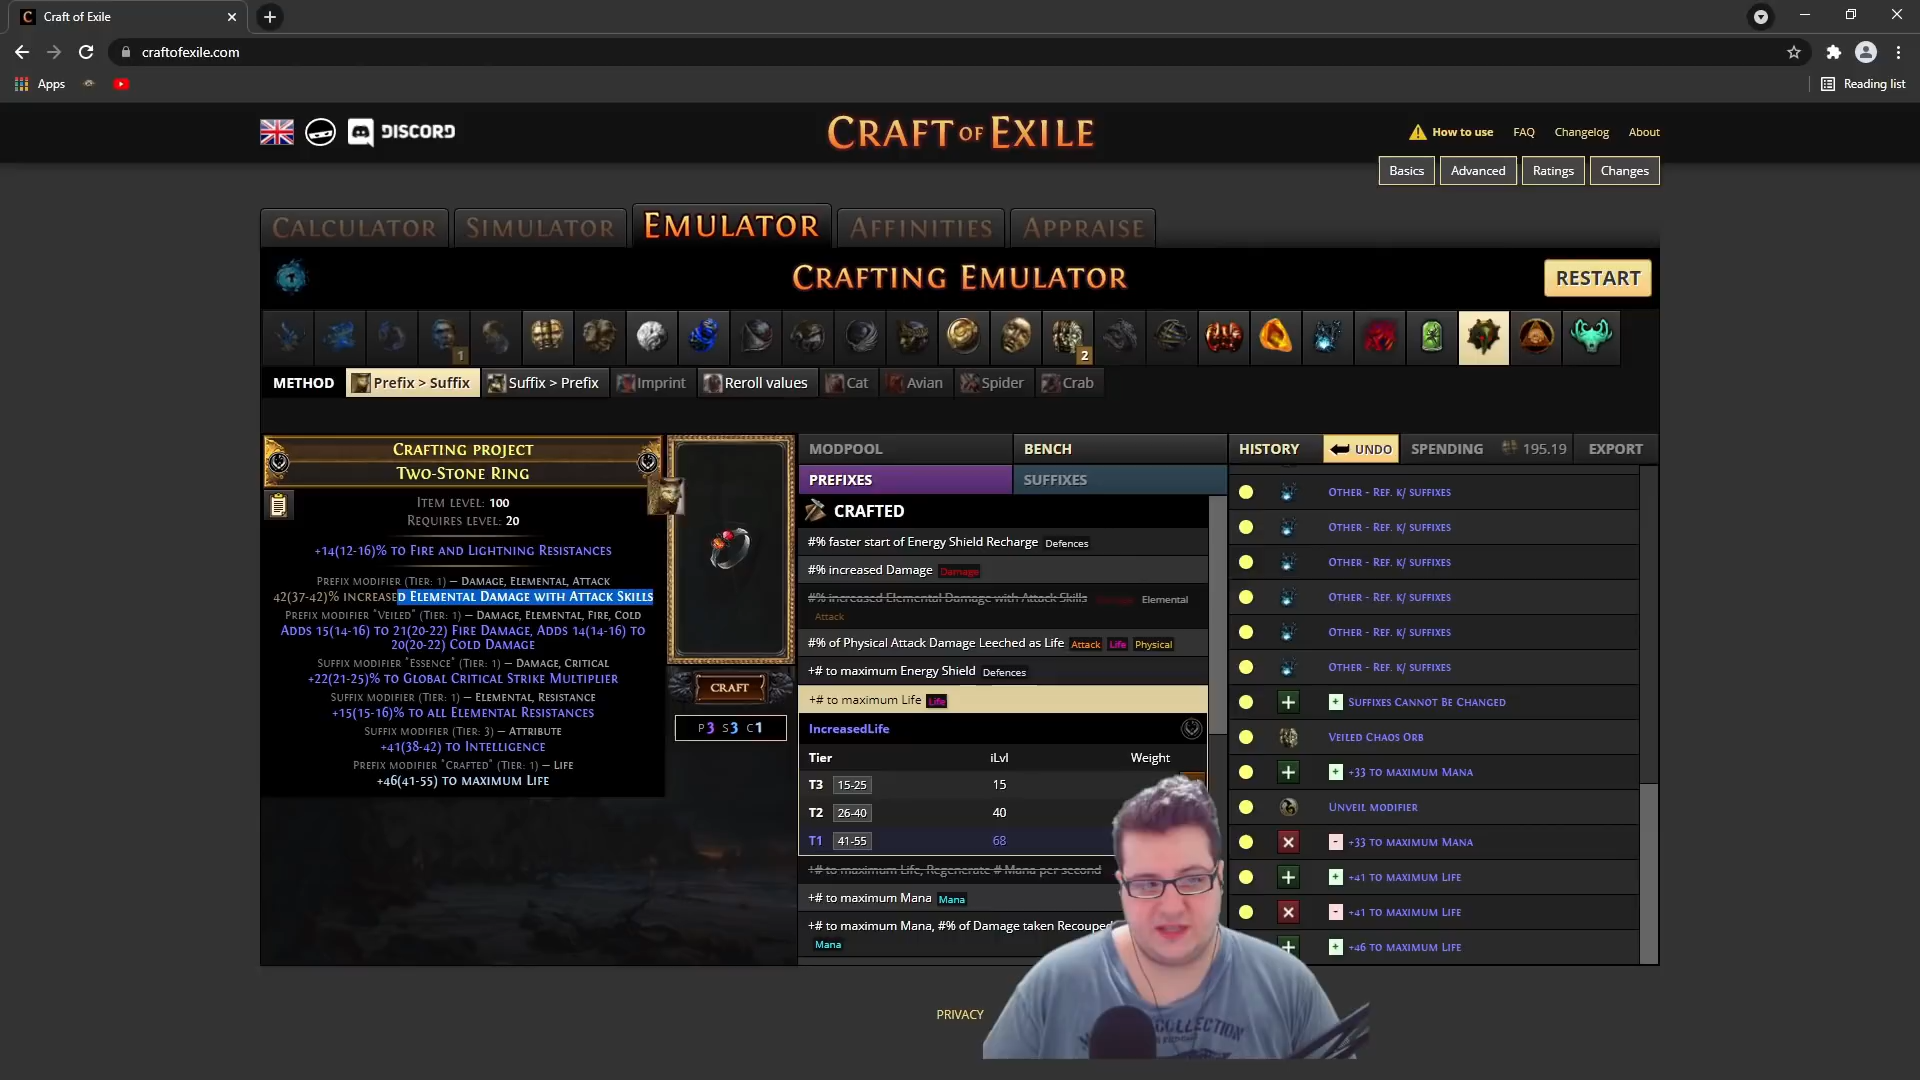 Craft of Exile
craftofexile.com
Apps
Reading list
DISCORD
CRAFT OF EXILE
How to use
FAQ
Changelog
About
Basics
Advanced
Ratings
Changes
CALCULATOR
SIMULATOR
EMULATOR
AFFINITIES
APPRAISE
CRAFTING EMULATOR
RESTART
1
2
METHOD
Prefix > Suffix
Suffix > Prefix
Imprint
Reroll values
Cat
Avian
Spider
Crab
CRAFTING PROJECT
TWO-STONE RING
ITEM LEVEL: 100
REQUIRES LEVEL: 20
+14(12-16)% TO FIRE AND LIGHTNING RESISTANCES
PREFIX MODIFIER (TIER: 1) — DAMAGE, ELEMENTAL, ATTACK
42(37-42)% INCREASED ELEMENTAL DAMAGE WITH ATTACK SKILLS
PREFIX MODIFIER "VEILED" (TIER: 1) — DAMAGE, ELEMENTAL, FIRE, COLD
ADDS 15(14-16) TO 21(20-22) FIRE DAMAGE, ADDS 14(14-16) TO
20(20-22) COLD DAMAGE
SUFFIX MODIFIER "ESSENCE" (TIER: 1) — DAMAGE, CRITICAL
+22(21-25)% TO GLOBAL CRITICAL STRIKE MULTIPLIER
SUFFIX MODIFIER (TIER: 1) — ELEMENTAL, RESISTANCE
+15(15-16)% TO ALL ELEMENTAL RESISTANCES
SUFFIX MODIFIER (TIER: 3) — ATTRIBUTE
+41(38-42) TO INTELLIGENCE
PREFIX MODIFIER "CRAFTED" (TIER: 1) — LIFE
+46(41-55) TO MAXIMUM LIFE
CRAFT
P3 S3 C1
MODPOOL
BENCH
PREFIXES
SUFFIXES
CRAFTED
#% faster start of Energy Shield Recharge Defences
#% increased Damage Damage
#% increased Elemental Damage with Attack Skills Damage Elemental
Attack
#% of Physical Attack Damage Leeched as Life Attack Life Physical
+# to maximum Energy Shield Defences
+# to maximum Life Life
IncreasedLife
Tier iLvl Weight
T3 15-25 15
T2 26-40 40
T1 41-55 68
+# to maximum Life, Regenerate # Mana per second
+# to maximum Mana Mana
+# to maximum Mana, #% of Damage taken Recouped
Mana
HISTORY
UNDO
SPENDING
195.19
EXPORT
OTHER - REF. K/ SUFFIXES
OTHER - REF. K/ SUFFIXES
OTHER - REF. K/ SUFFIXES
OTHER - REF. K/ SUFFIXES
OTHER - REF. K/ SUFFIXES
OTHER - REF. K/ SUFFIXES
+ SUFFIXES CANNOT BE CHANGED
VEILED CHAOS ORB
+ +33 TO MAXIMUM MANA
UNVEIL MODIFIER
- +33 TO MAXIMUM MANA
+ +41 TO MAXIMUM LIFE
- +41 TO MAXIMUM LIFE
+ +46 TO MAXIMUM LIFE
PRIVACY
COLLECTION